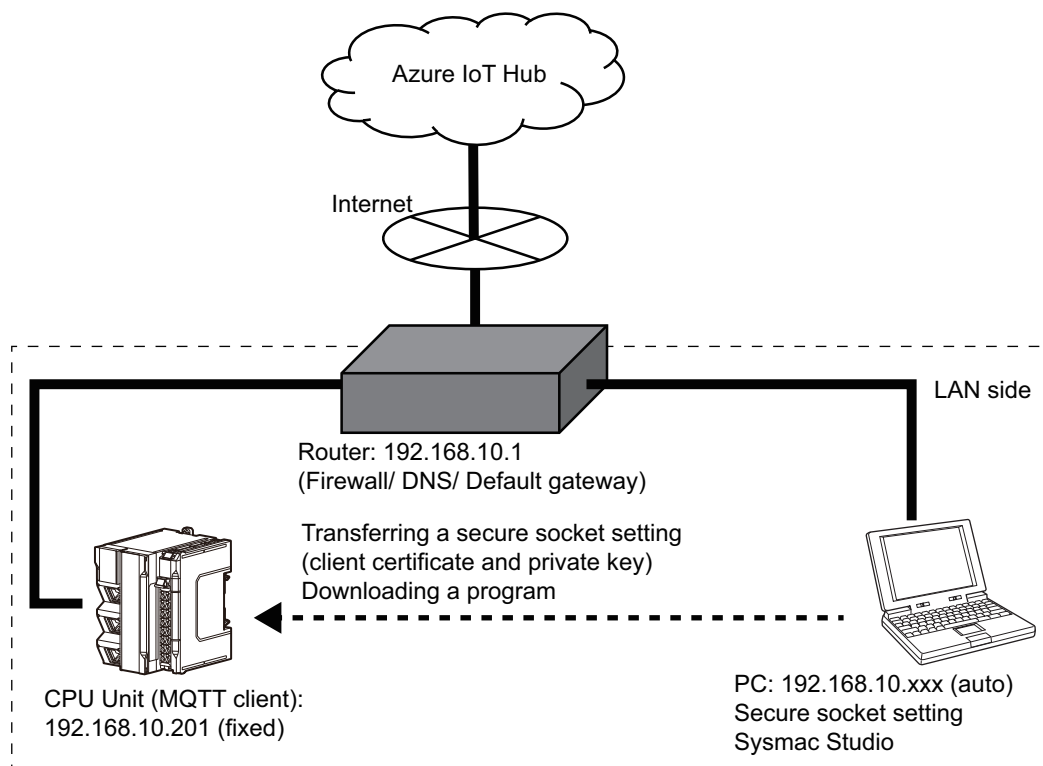 Azure IoT Hub
Internet
LAN side
Router: 192.168.10.1
(Firewall/ DNS/ Default gateway)
Transferring a secure socket setting
(client certificate and private key)
Downloading a program
CPU Unit (MQTT client):
192.168.10.201 (fixed)
PC: 192.168.10.xxx (auto)
Secure socket setting
Sysmac Studio